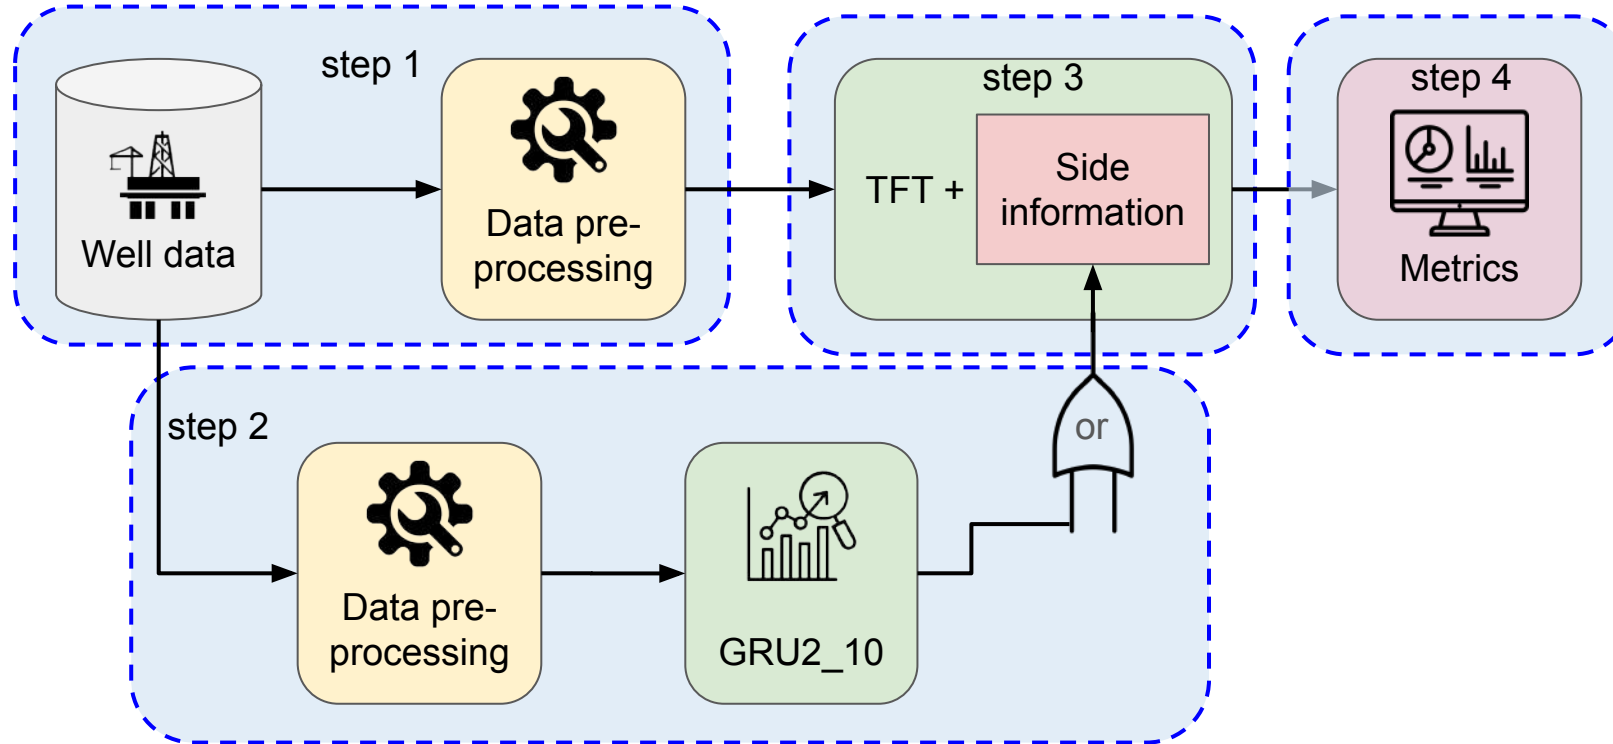 step 1
Well data
Data pre-
processing
step 3
TFT +
Side
information
step 4
Metrics
step 2
Data pre-
processing
GRU2_10
or